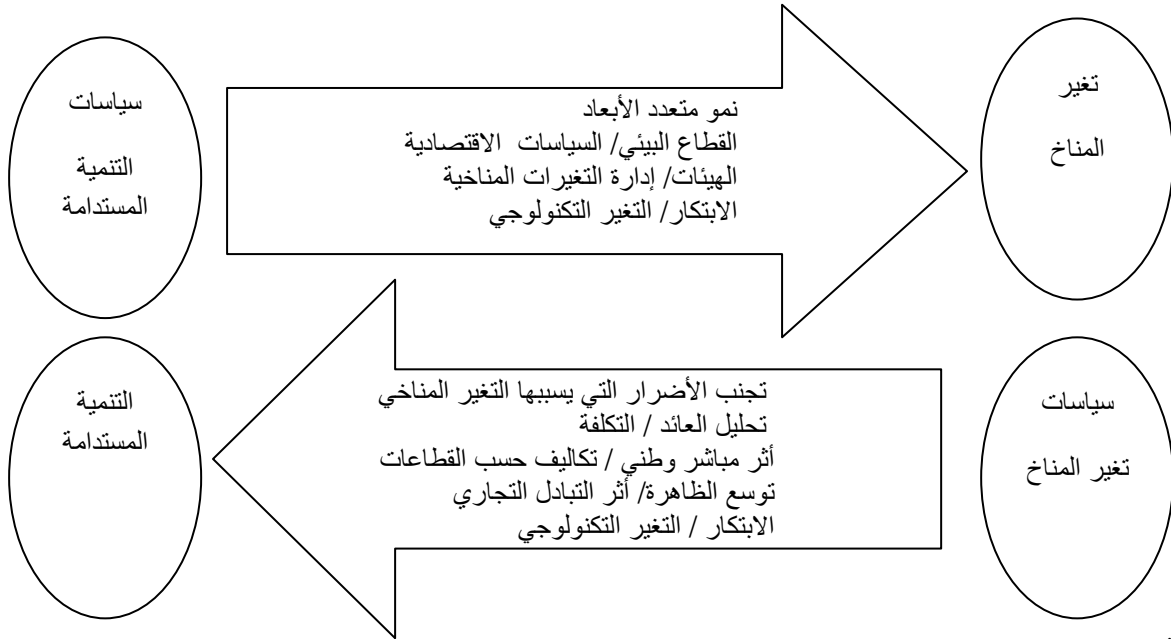 تغير
المناخ
نمو متعدد الأبعاد
القطاع البيئي/ السياسات الاقتصادية
الهيئات/ إدارة التغيرات المناخية
الابتكار/ التغير التكنولوجي
سياسات
التنمية
المستدامة
سياسات
تغير المناخ
تجنب الأضرار التي يسببها التغير المناخي
تحليل العائد / التكلفة
أثر مباشر وطني / تكاليف حسب القطاعات
توسع الظاهرة/ أثر التبادل التجاري
الابتكار / التغير التكنولوجي
التنمية
المستدامة